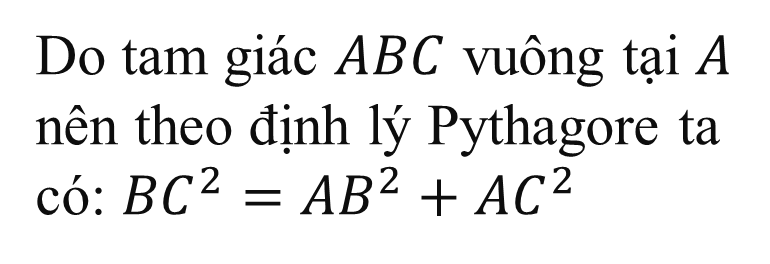 Do tam giác ABC vuông tại A
nên theo định lý Pythagore ta
có: BC² = AB² + AC²